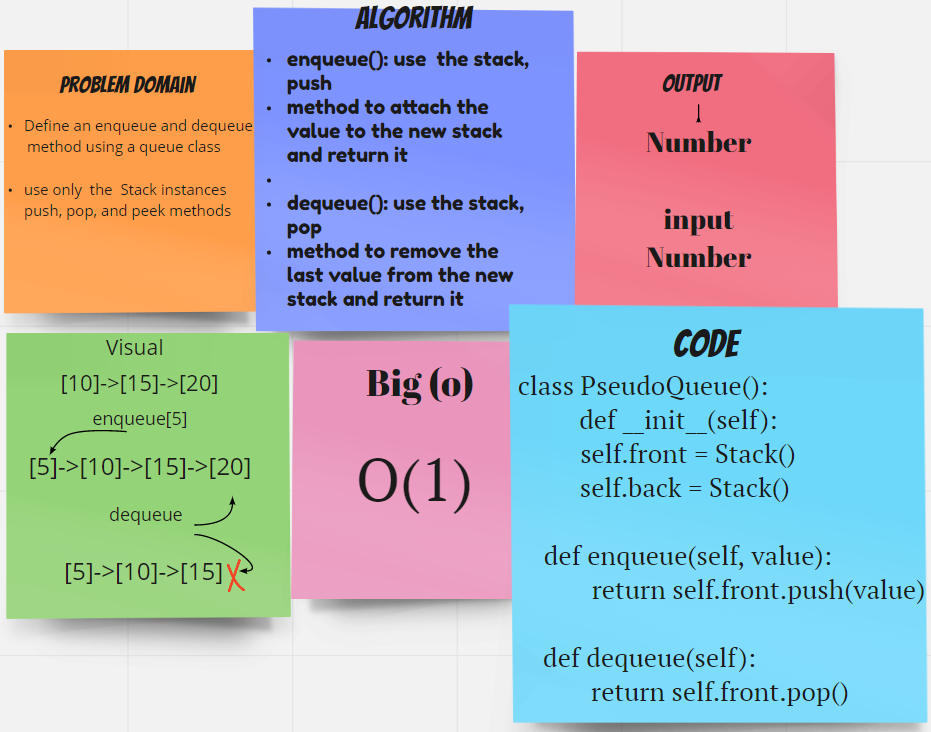 PROBLEM DOMAIN
• Define an enqueue and dequeue
method using a queue class
• use only the Stack instances
push, pop, and peek methods
ALGORITHM
• enqueue(): use the stack,
push
• method to attach the
value to the new stack
and return it
•
• dequeue(): use the stack,
pop
• method to remove the
last value from the new
stack and return it
OUTPUT
Number
input
Number
Visual
[10]->[15]->[20]
enqueue[5]
[5]->[10]->[15]->[20]
dequeue
[5]->[10]->[15]
Big (o)
O(1)
CODE
class PseudoQueue():
def __init__(self):
self.front = Stack()
self.back = Stack()
def enqueue(self, value):
return self.front.push(value)
def dequeue(self):
return self.front.pop()